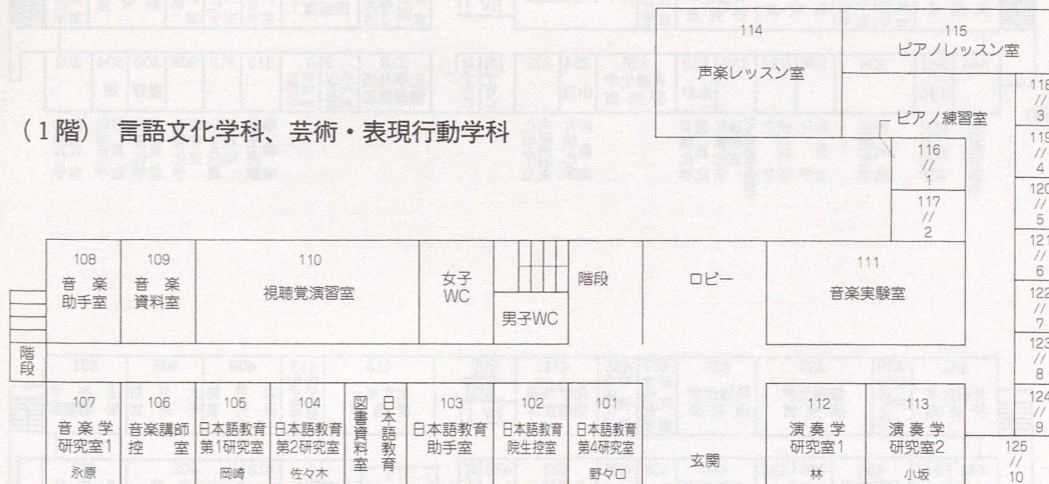 114
声楽レッスン室
115
ピアノレッスン室
(1階) 言語文化学科、芸術・表現行動学科
ピアノ練習室
116
〃
1
117
〃
2
118
〃
3
119
〃
4
120
〃
5
121
〃
6
122
〃
7
123
〃
8
124
〃
9
125
〃
10
108
音 楽
助手室
109
音 楽
資料室
110
視聴覚演習室
女子
WC
男子WC
階段
ロビー
111
音楽実験室
階段
107
音 楽 学
研究室1
永原
106
音楽講師
控 室
105
日本語教育
第1研究室
岡崎
104
日本語教育
第2研究室
佐々木
日本語教育
図書資料室
103
日本語教育
助手室
102
日本語教育
院生控室
101
日本語教育
第4研究室
野々口
玄関
112
演 奏 学
研究室1
林
113
演 奏 学
研究室2
小坂